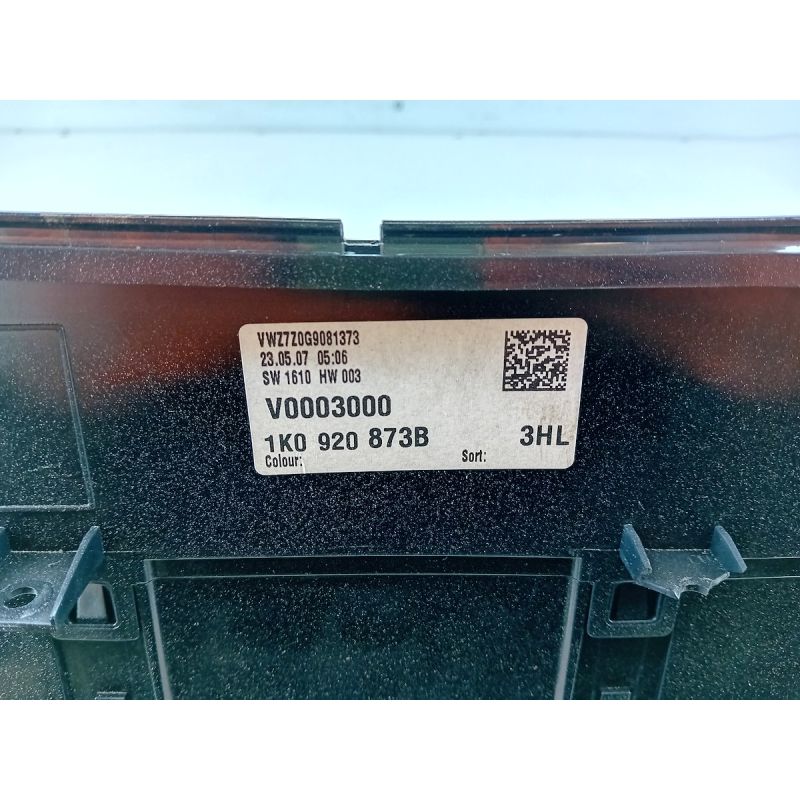 VWZ7Z0G9081373
23.05.07 05:06
SW 1610 HW 003
V0003000
1K0 920 873B 3HL
Colour: Sort: